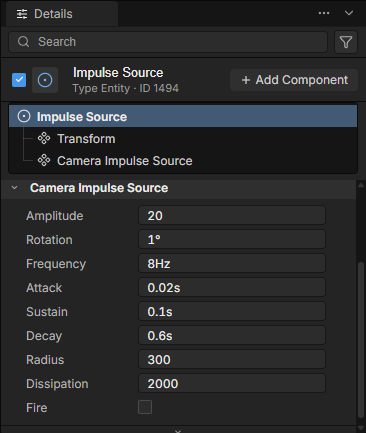 Details
Search
Impulse Source
Type Entity · ID 1494
+ Add Component
Impulse Source
Transform
Camera Impulse Source
Camera Impulse Source
Amplitude 20
Rotation 1°
Frequency 8Hz
Attack 0.02s
Sustain 0.1s
Decay 0.6s
Radius 300
Dissipation 2000
Fire